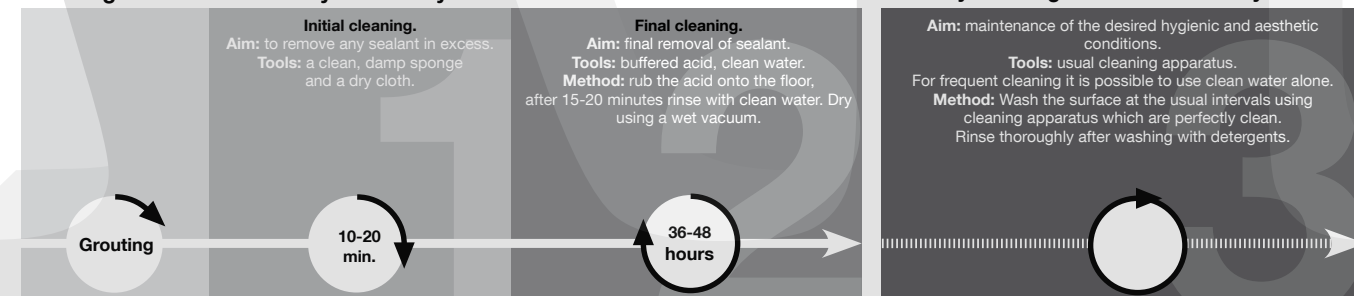 Initial cleaning.
Aim: to remove any sealant in excess.
Tools: a clean, damp sponge
and a dry cloth.
Final cleaning.
Aim: final removal of sealant.
Tools: buffered acid, clean water.
Method: rub the acid onto the floor,
after 15-20 minutes rinse with clean water. Dry
using a wet vacuum.
Aim: maintenance of the desired hygienic and aesthetic
conditions.
Tools: usual cleaning apparatus.
For frequent cleaning it is possible to use clean water alone.
Method: Wash the surface at the usual intervals using
cleaning apparatus which are perfectly clean.
Rinse thoroughly after washing with detergents.
1
2
3
Grouting
10-20
min.
36-48
hours